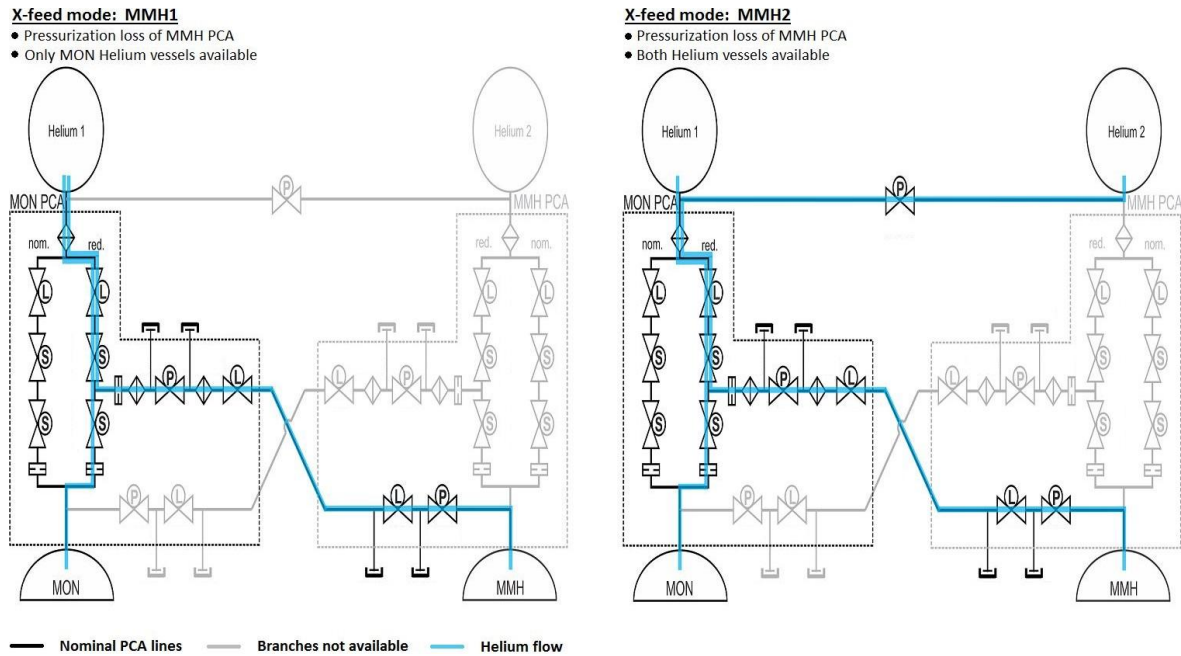 X-feed mode: MMH1
• Pressurization loss of MMH PCA
• Only MON Helium vessels available
Helium 1
Helium 2
P
MON PCA
MMH PCA
nom.
red.
red.
nom.
L
L
L
L
S
S
S
S
P
L
L
P
S
S
S
S
P
L
L
P
MON
MMH
X-feed mode: MMH2
• Pressurization loss of MMH PCA
• Both Helium vessels available
Helium 1
Helium 2
P
MON PCA
MMH PCA
nom.
red.
red.
nom.
L
L
L
L
S
S
S
S
P
L
L
P
S
S
S
S
P
L
L
P
MON
MMH
Nominal PCA lines
Branches not available
Helium flow